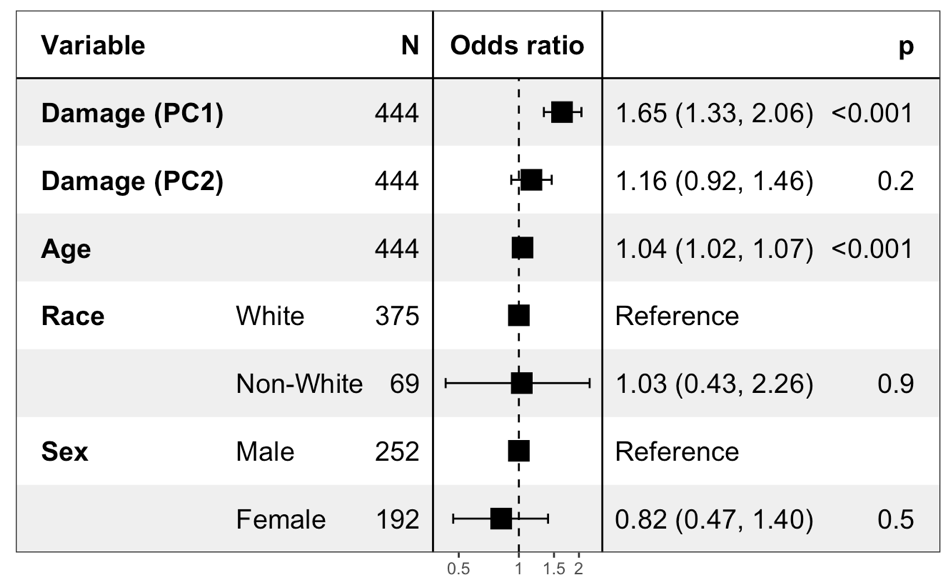 Variable N Odds ratio p
Damage (PC1) 444 1.65 (1.33, 2.06) <0.001
Damage (PC2) 444 1.16 (0.92, 1.46) 0.2
Age 444 1.04 (1.02, 1.07) <0.001
Race White 375 Reference
Non-White 69 1.03 (0.43, 2.26) 0.9
Sex Male 252 Reference
Female 192 0.82 (0.47, 1.40) 0.5
0.5 1 1.5 2